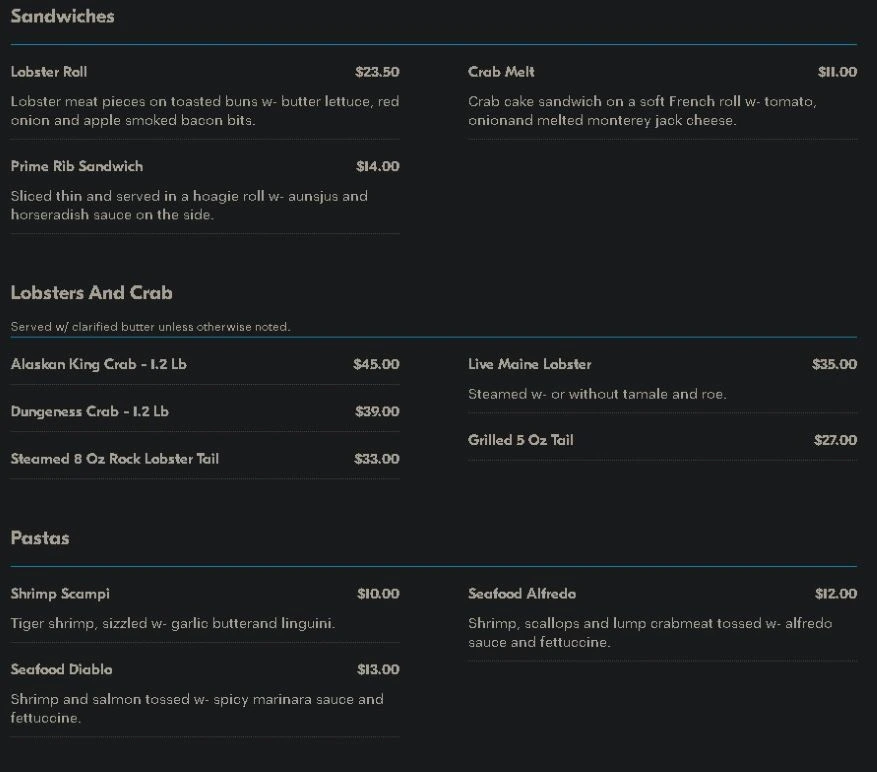 Sandwiches
Lobster Roll $23.50
Lobster meat pieces on toasted buns w- butter lettuce, red
onion and apple smoked bacon bits.
Crab Melt $11.00
Crab cake sandwich on a soft French roll w- tomato,
onionand melted monterey jack cheese.
Prime Rib Sandwich $14.00
Sliced thin and served in a hoagie roll w- aunsjus and
horseradish sauce on the side.
Lobsters And Crab
Served w/ clarified butter unless otherwise noted.
Alaskan King Crab - 1.2 Lb $45.00
Live Maine Lobster $35.00
Steamed w- or without tamale and roe.
Dungeness Crab - 1.2 Lb $39.00
Grilled 5 Oz Tail $27.00
Steamed 8 Oz Rock Lobster Tail $33.00
Pastas
Shrimp Scampi $10.00
Tiger shrimp, sizzled w- garlic butterand linguini.
Seafood Alfredo $12.00
Shrimp, scallops and lump crabmeat tossed w- alfredo
sauce and fettuccine.
Seafood Diablo $13.00
Shrimp and salmon tossed w- spicy marinara sauce and
fettuccine.